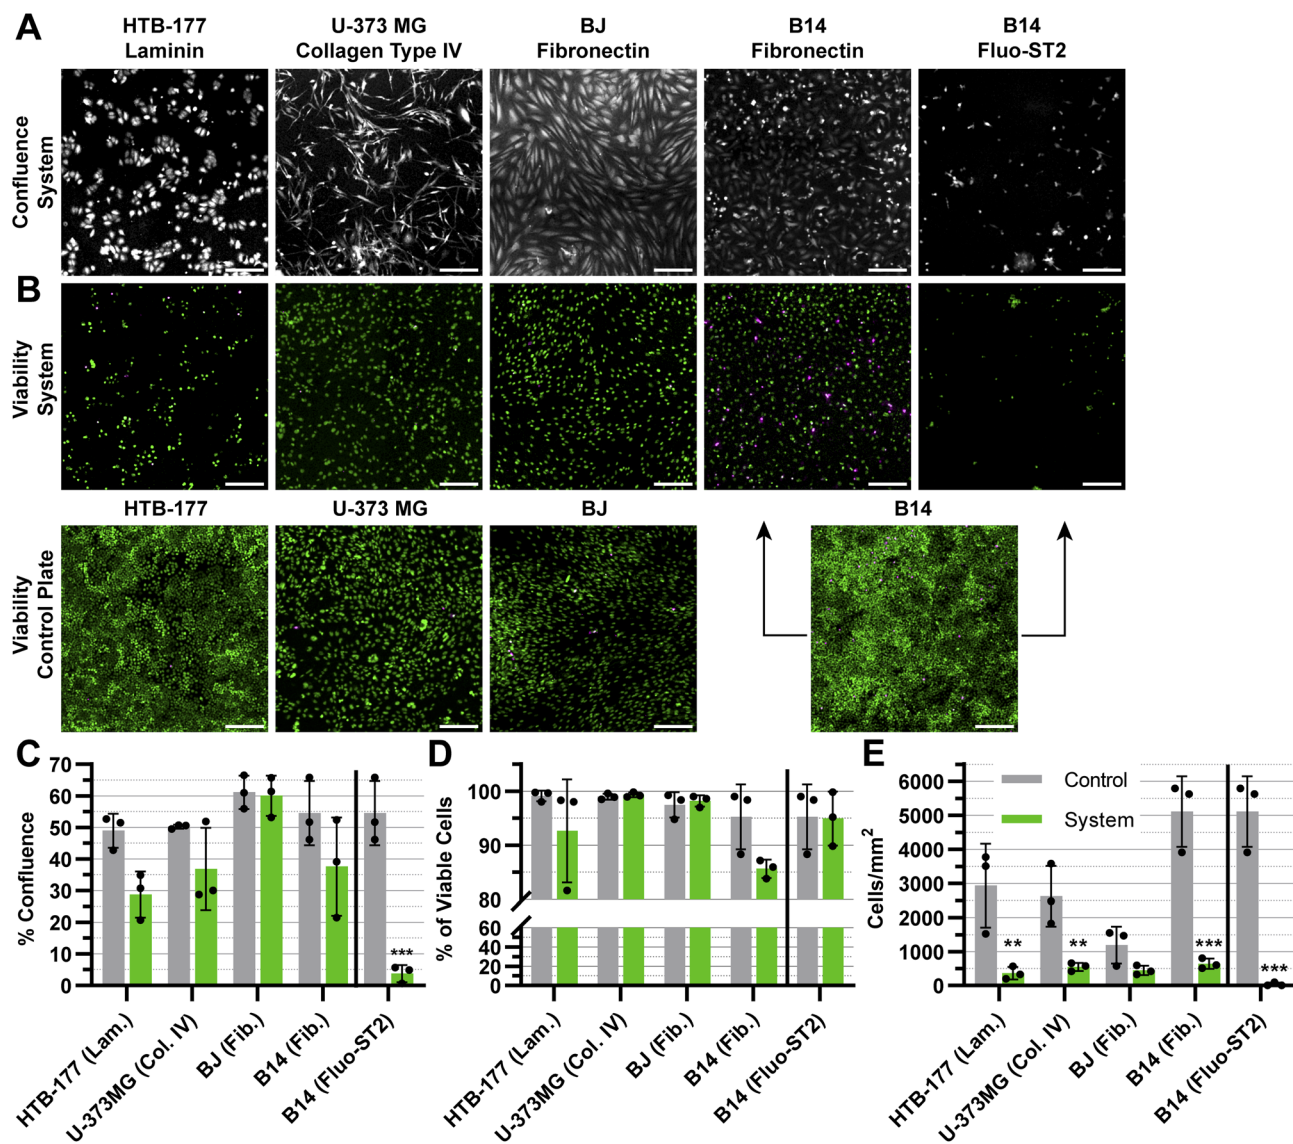 A
HTB-177
Laminin
U-373 MG
Collagen Type IV
BJ
Fibronectin
B14
Fibronectin
B14
Fluo-ST2
Confluence
System
B
Viability
System
HTB-177
U-373 MG
BJ
B14
Viability
Control Plate
C
% Confluence
70
60
50
40
30
20
10
0
***
HTB-177 (Lam.)
U-373MG (Col. IV)
BJ (Fib.)
B14 (Fib.)
B14 (Fluo-ST2)
D
% of Viable Cells
100
90
80
60
40
20
0
HTB-177 (Lam.)
U-373MG (Col. IV)
BJ (Fib.)
B14 (Fib.)
B14 (Fluo-ST2)
E
Cells/mm²
6000
5000
4000
3000
2000
1000
0
Control
System
**
**
***
***
HTB-177 (Lam.)
U-373MG (Col. IV)
BJ (Fib.)
B14 (Fib.)
B14 (Fluo-ST2)